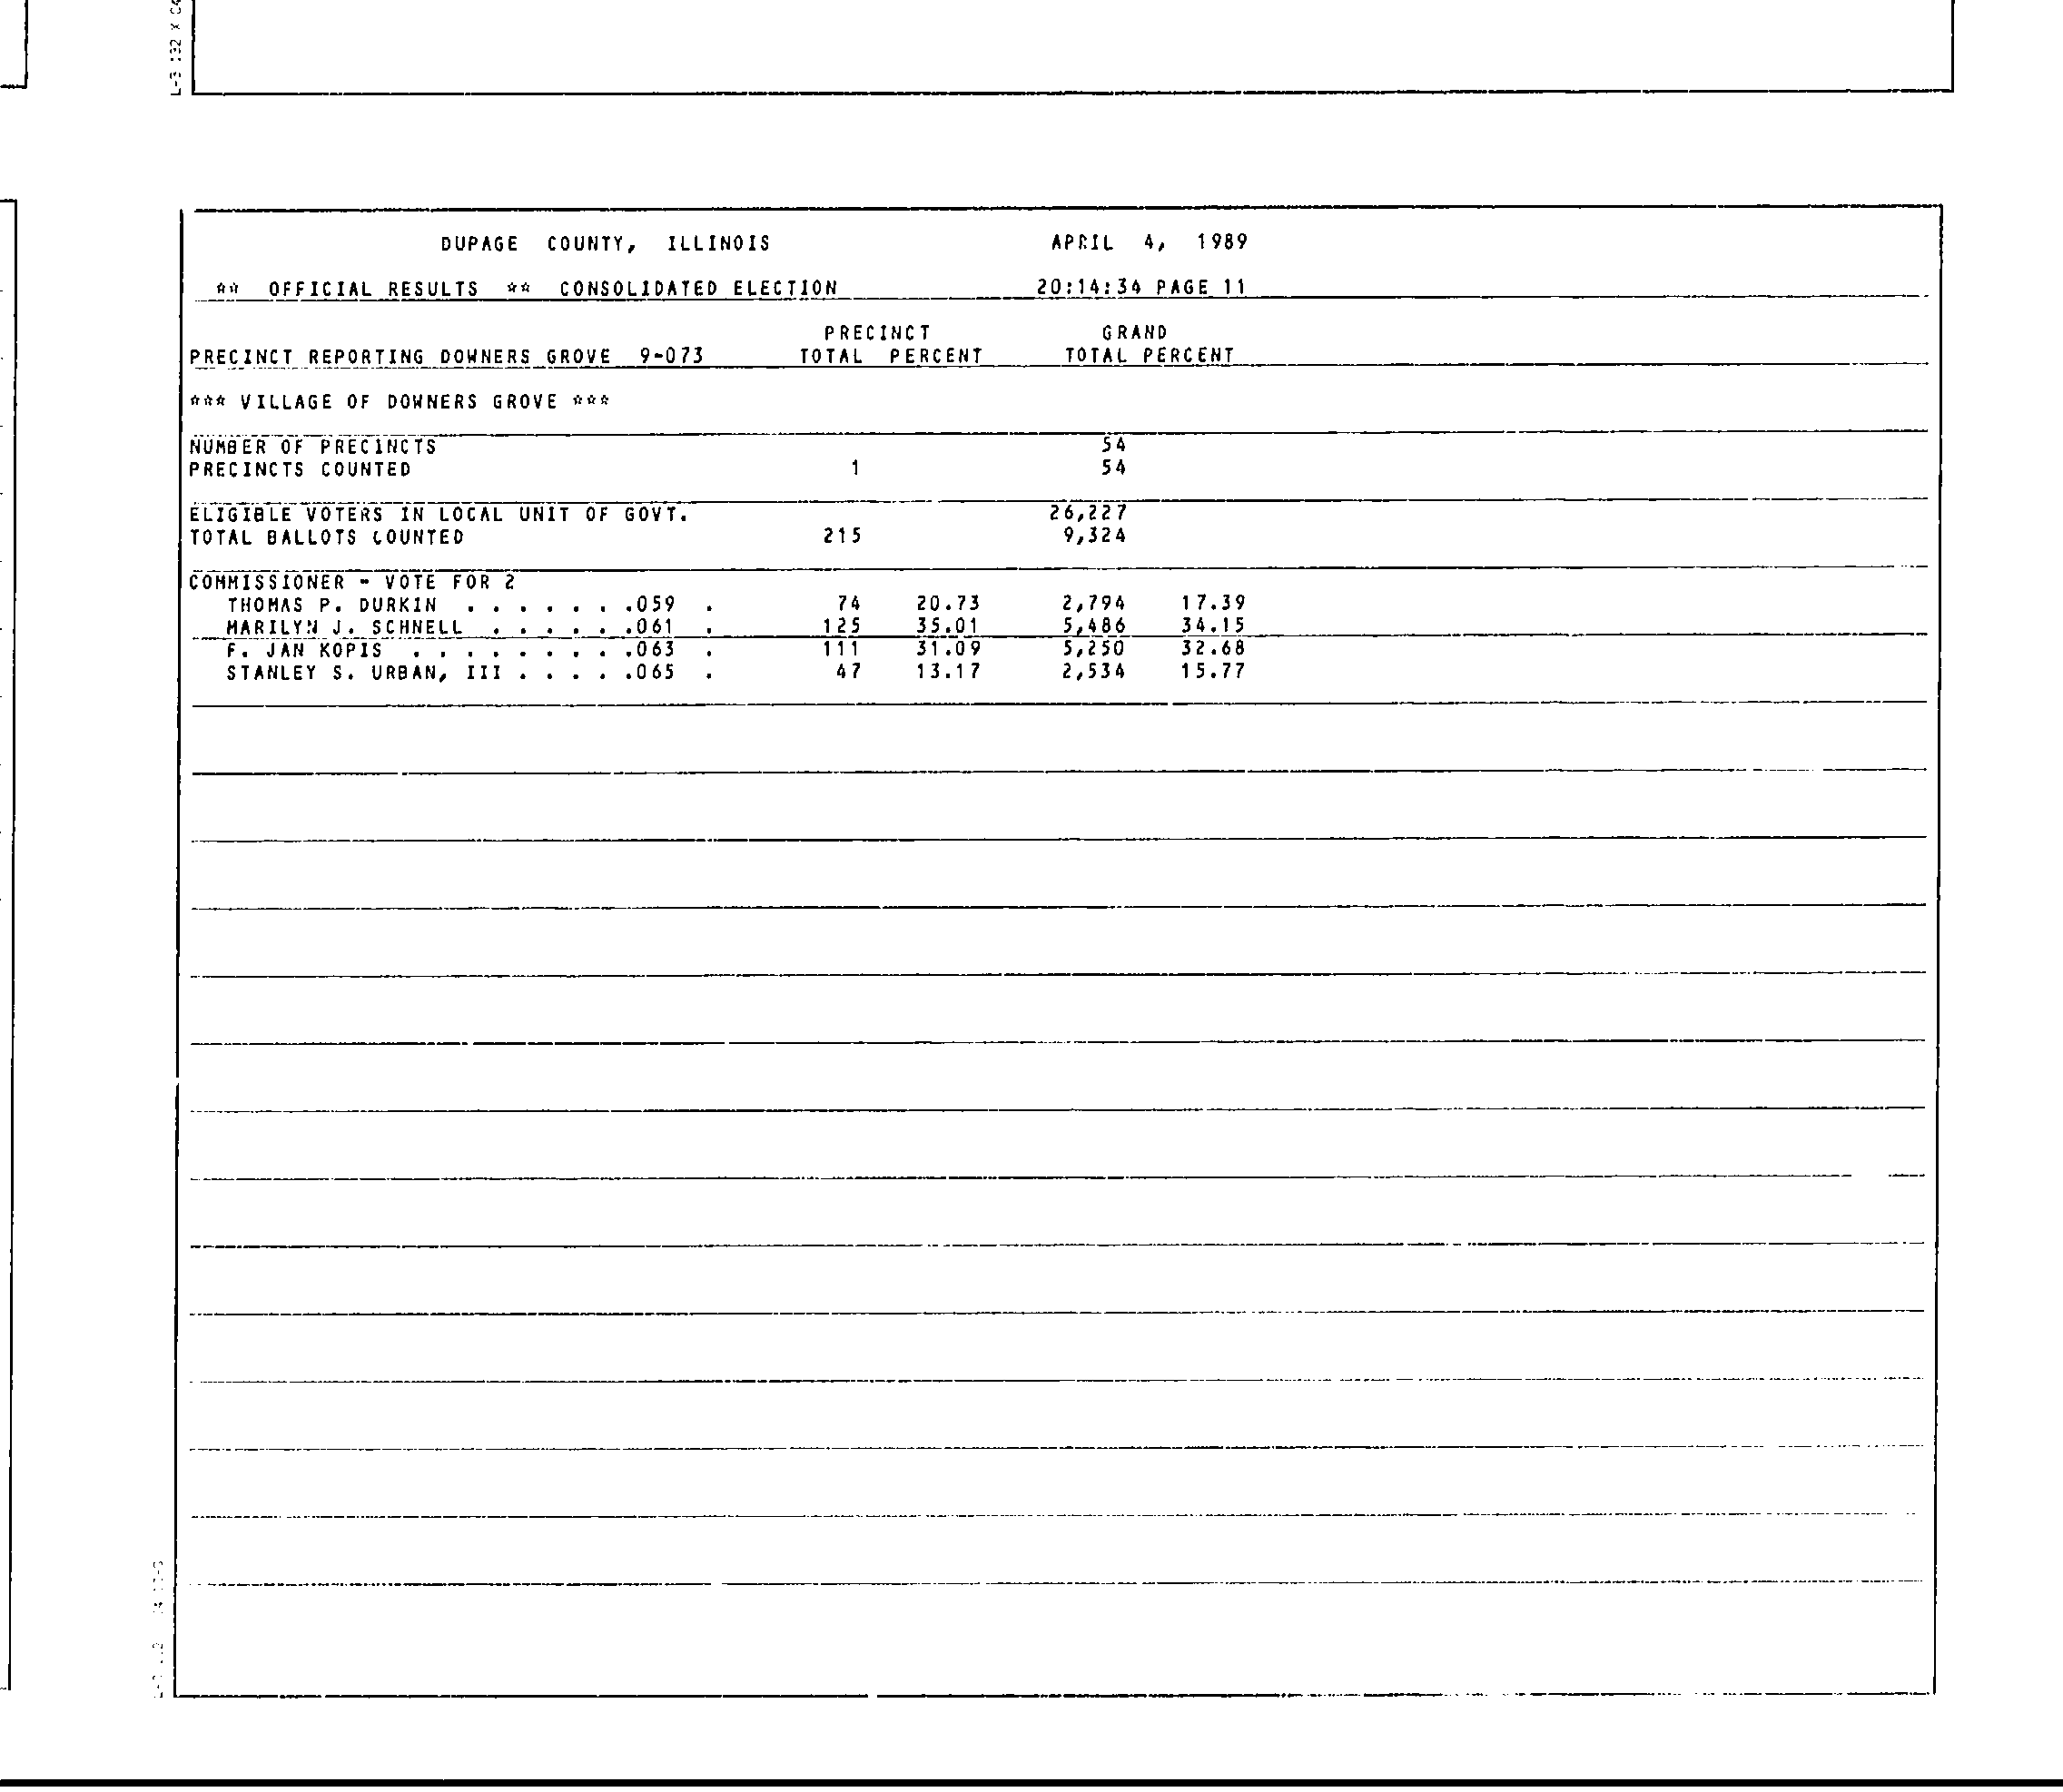 L-3 132 X
DUPAGE COUNTY, ILLINOIS APRIL 4, 1989
** OFFICIAL RESULTS ** CONSOLIDATED ELECTION 20:14:34 PAGE 11
PRECINCT GRAND
PRECINCT REPORTING DOWNERS GROVE 9-073 TOTAL PERCENT TOTAL PERCENT
*** VILLAGE OF DOWNERS GROVE ***
NUMBER OF PRECINCTS 54
PRECINCTS COUNTED 1 54
ELIGIBLE VOTERS IN LOCAL UNIT OF GOVT. 26,227
TOTAL BALLOTS COUNTED 215 9,324
COMMISSIONER - VOTE FOR 2
THOMAS P. DURKIN . . . . . . .059 . 74 20.73 2,794 17.39
MARILYN J. SCHNELL . . . . . .061 . 125 35.01 5,486 34.15
F. JAN KOPIS . . . . . . . . .063 . 111 31.09 5,250 32.68
STANLEY S. URBAN, III . . . . .065 . 47 13.17 2,534 15.77